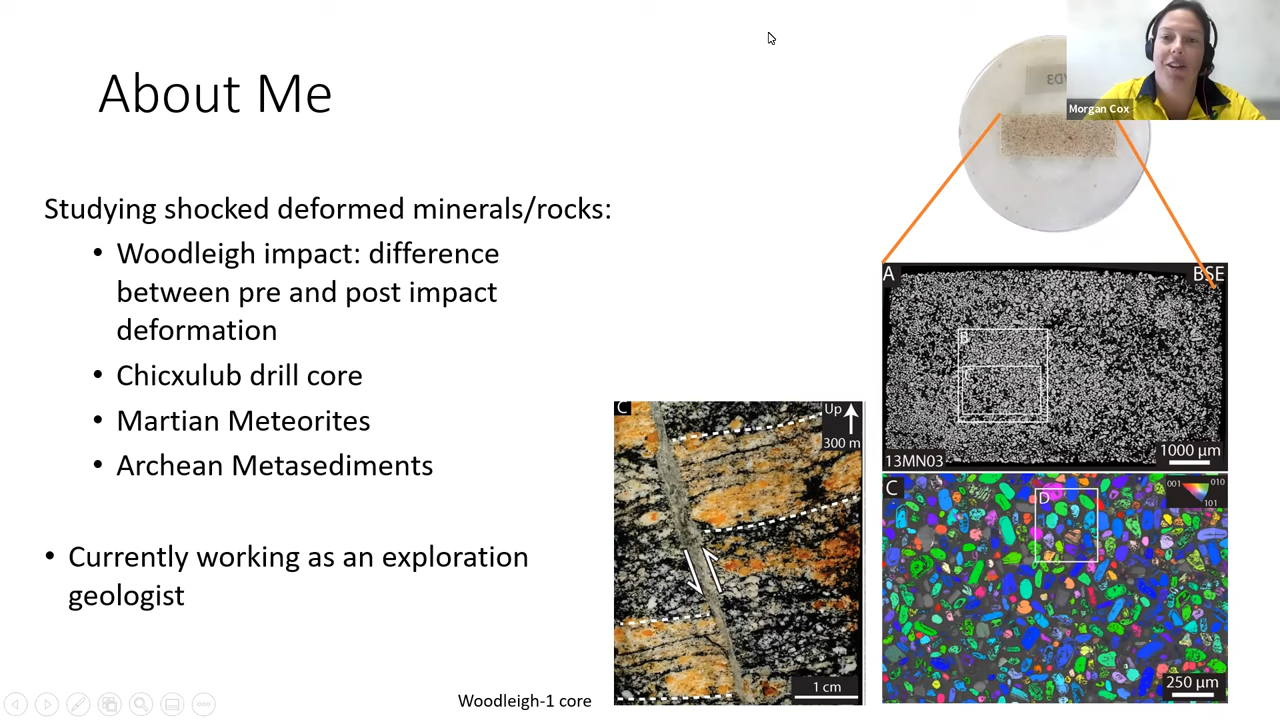 About Me
Morgan Cox
Studying shocked deformed minerals/rocks:
• Woodleigh impact: difference
between pre and post impact
deformation
• Chicxulub drill core
• Martian Meteorites
• Archean Metasediments
• Currently working as an exploration
geologist
C
Up
300 m
1 cm
Woodleigh-1 core
A
BSE
B
C
13MN03
1000 µm
C
D
001
010
101
250 µm